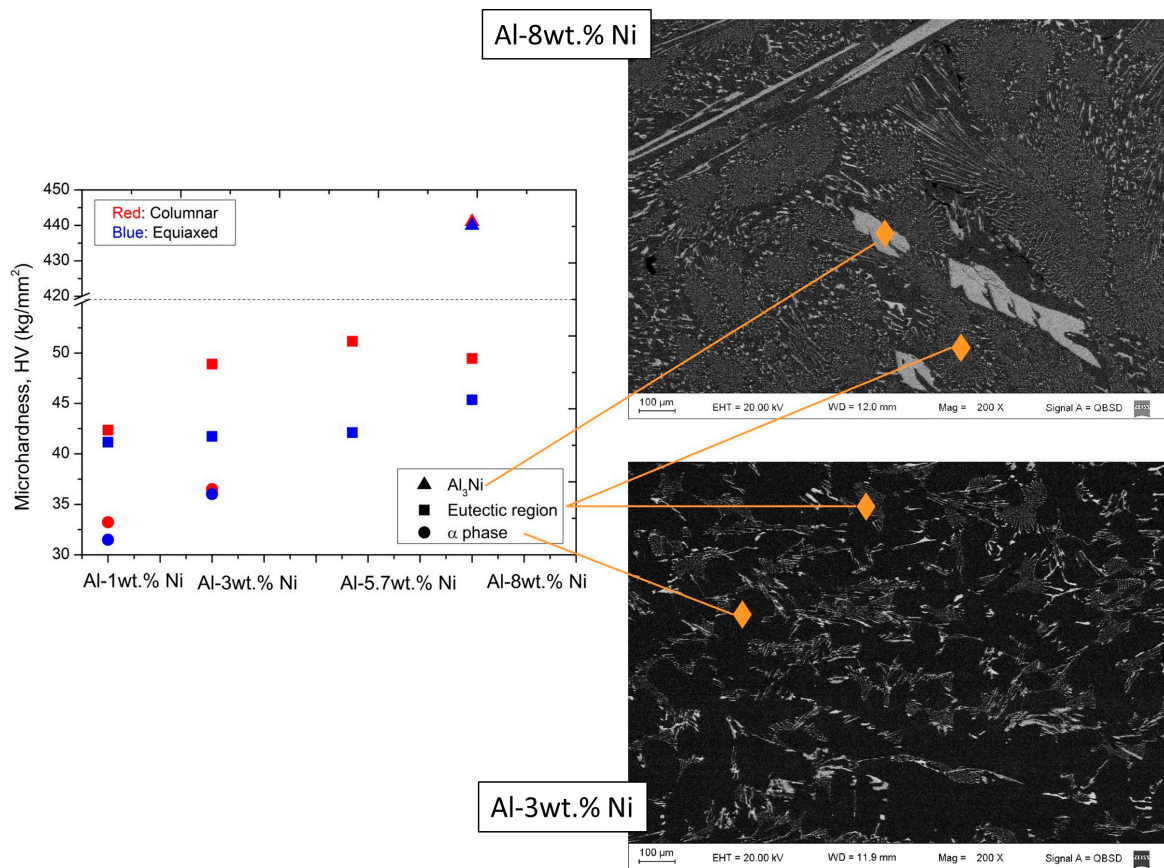 Al-8wt.% Ni
100 µm
EHT = 20.00 kV
WD = 12.0 mm
Mag = 200 X
Signal A = QBSD
ZEISS
450
440
430
420
50
45
40
35
30
Microhardness, HV (kg/mm²)
Red: Columnar
Blue: Equiaxed
Al₃Ni
Eutectic region
α phase
Al-1wt.% Ni
Al-3wt.% Ni
Al-5.7wt.% Ni
Al-8wt.% Ni
Al-3wt.% Ni
100 µm
EHT = 20.00 kV
WD = 11.9 mm
Mag = 200 X
Signal A = QBSD
ZEISS